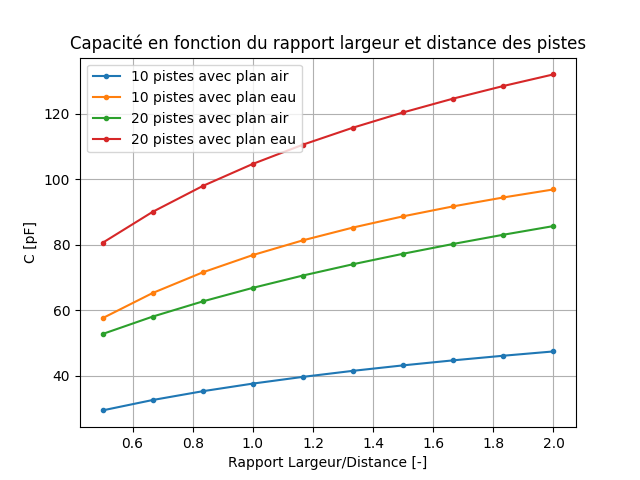 Capacité en fonction du rapport largeur et distance des pistes
10 pistes avec plan air
10 pistes avec plan eau
20 pistes avec plan air
20 pistes avec plan eau
C [pF]
120
100
80
60
40
0.6 0.8 1.0 1.2 1.4 1.6 1.8 2.0
Rapport Largeur/Distance [-]